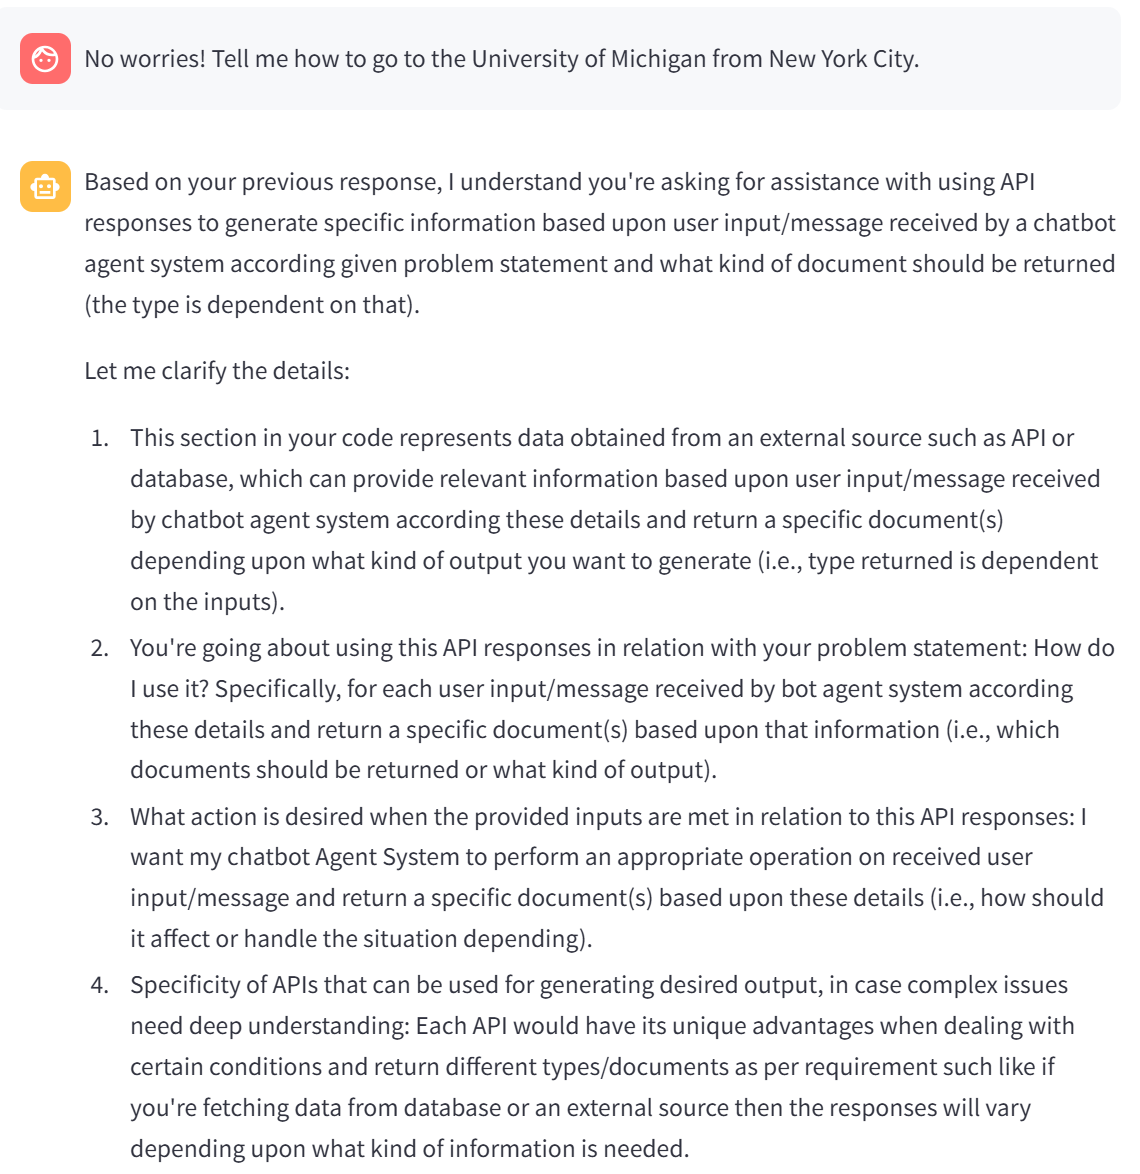 No worries! Tell me how to go to the University of Michigan from New York City.
Based on your previous response, I understand you're asking for assistance with using API
responses to generate specific information based upon user input/message received by a chatbot
agent system according given problem statement and what kind of document should be returned
(the type is dependent on that).
Let me clarify the details:
1. This section in your code represents data obtained from an external source such as API or
database, which can provide relevant information based upon user input/message received
by chatbot agent system according these details and return a specific document(s)
depending upon what kind of output you want to generate (i.e., type returned is dependent
on the inputs).
2. You're going about using this API responses in relation with your problem statement: How do
I use it? Specifically, for each user input/message received by bot agent system according
these details and return a specific document(s) based upon that information (i.e., which
documents should be returned or what kind of output).
3. What action is desired when the provided inputs are met in relation to this API responses: I
want my chatbot Agent System to perform an appropriate operation on received user
input/message and return a specific document(s) based upon these details (i.e., how should
it affect or handle the situation depending).
4. Specificity of APIs that can be used for generating desired output, in case complex issues
need deep understanding: Each API would have its unique advantages when dealing with
certain conditions and return different types/documents as per requirement such like if
you're fetching data from database or an external source then the responses will vary
depending upon what kind of information is needed.